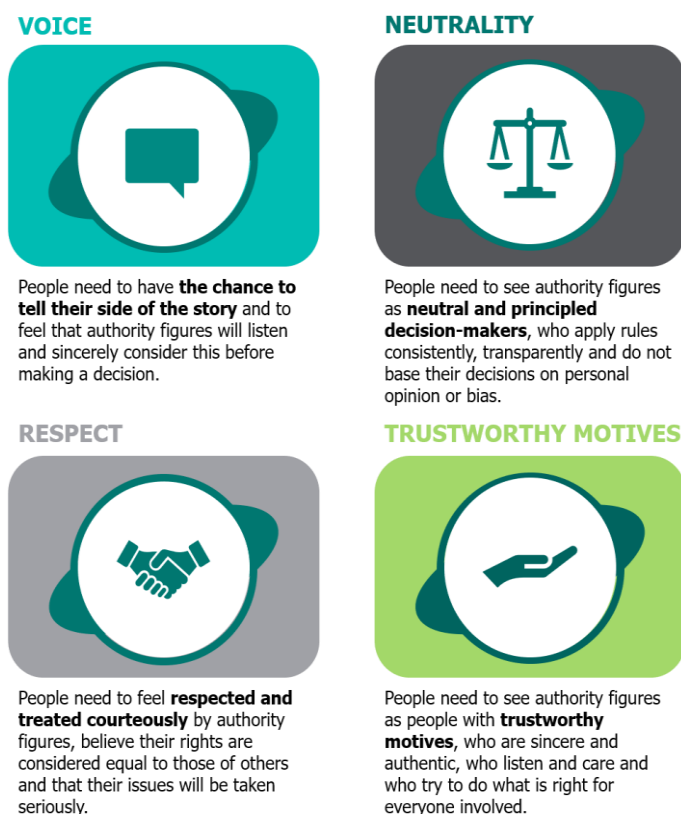 VOICE
People need to have the chance to
tell their side of the story and to
feel that authority figures will listen
and sincerely consider this before
making a decision.
NEUTRALITY
People need to see authority figures
as neutral and principled
decision-makers, who apply rules
consistently, transparently and do not
base their decisions on personal
opinion or bias.
RESPECT
People need to feel respected and
treated courteously by authority
figures, believe their rights are
considered equal to those of others
and that their issues will be taken
seriously.
TRUSTWORTHY MOTIVES
People need to see authority figures
as people with trustworthy
motives, who are sincere and
authentic, who listen and care and
who try to do what is right for
everyone involved.